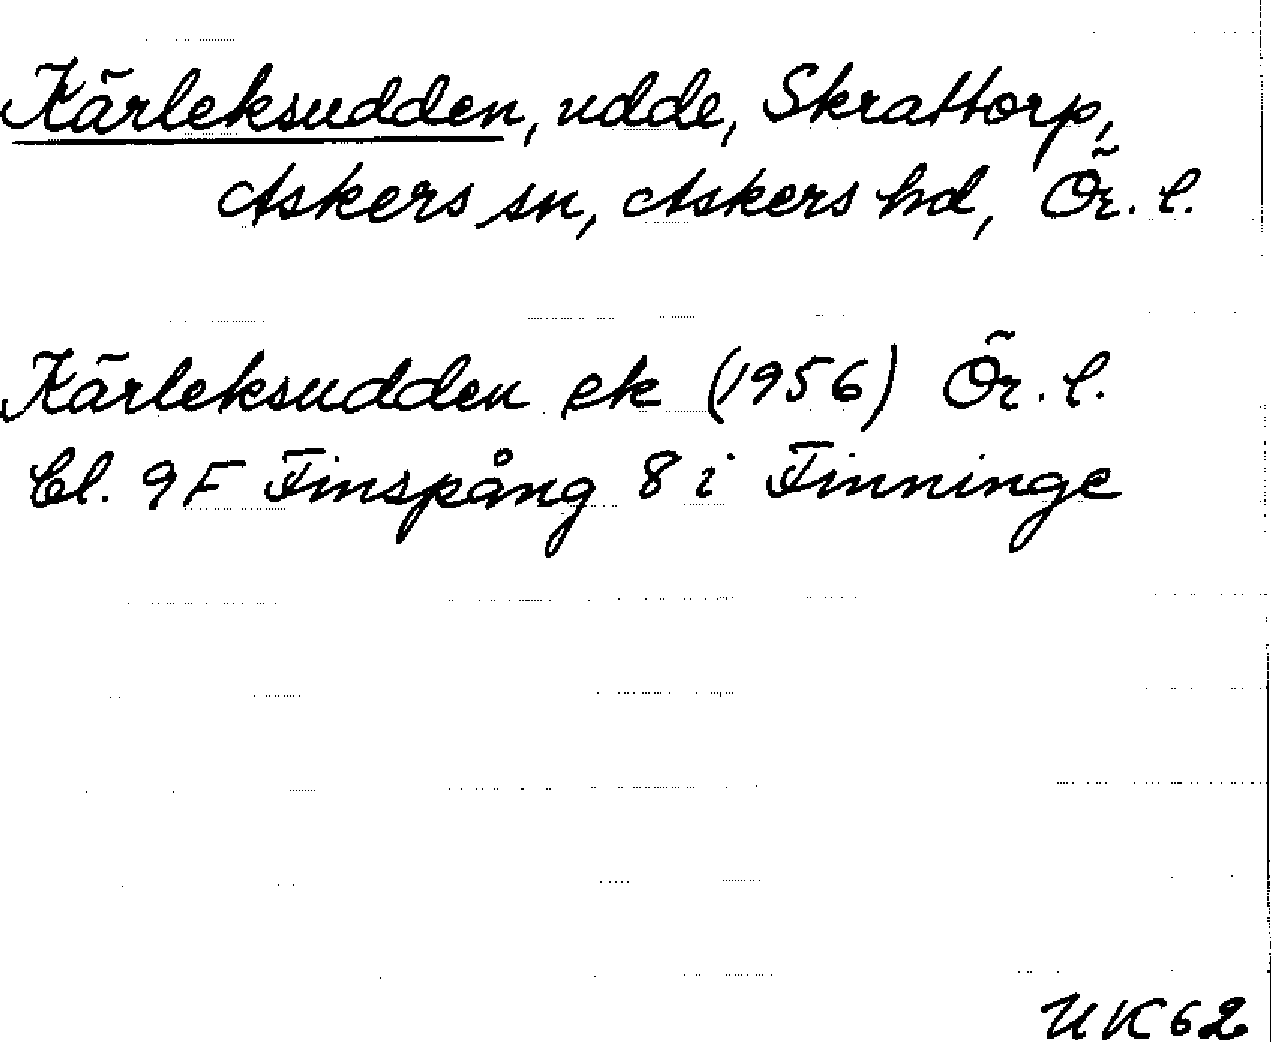 Kärleksudden, udde, Skrattorp,
Askers sn, Askers hd, Ör. l.
Kärleksudden ek (1956) Ör. l.
Bl. 9F Finspång 8 i Finninge
UK62